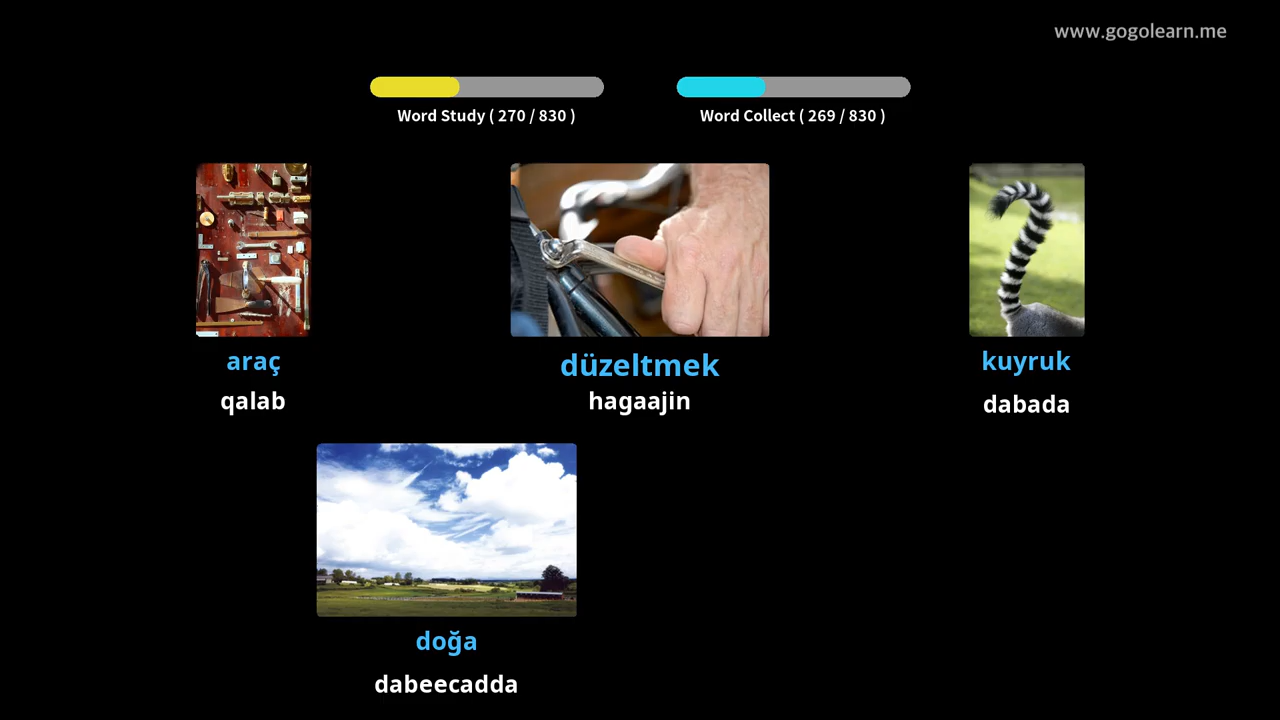 www.gogolearn.me
Word Study ( 270 / 830 )
Word Collect ( 269 / 830 )
araç
düzeltmek
kuyruk
qalab
hagaajin
dabada
doğa
dabeecadda